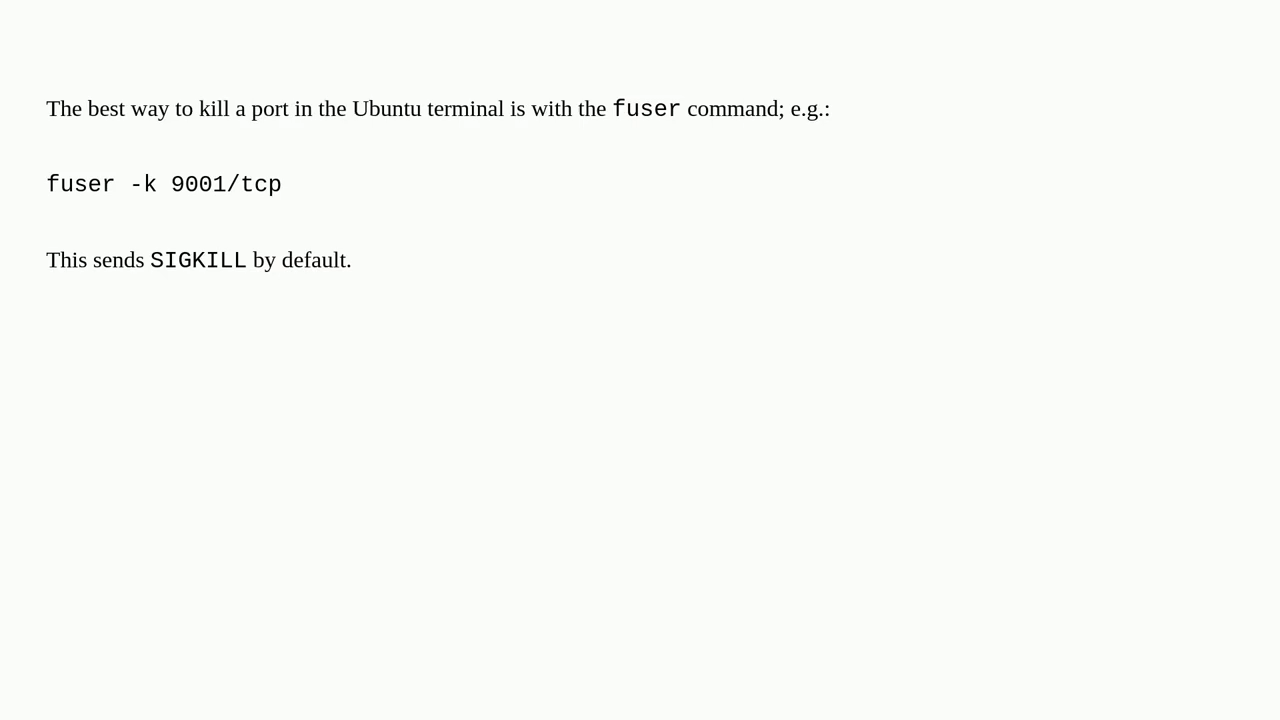 The best way to kill a port in the Ubuntu terminal is with the fuser command; e.g.:
fuser -k 9001/tcp
This sends SIGKILL by default.